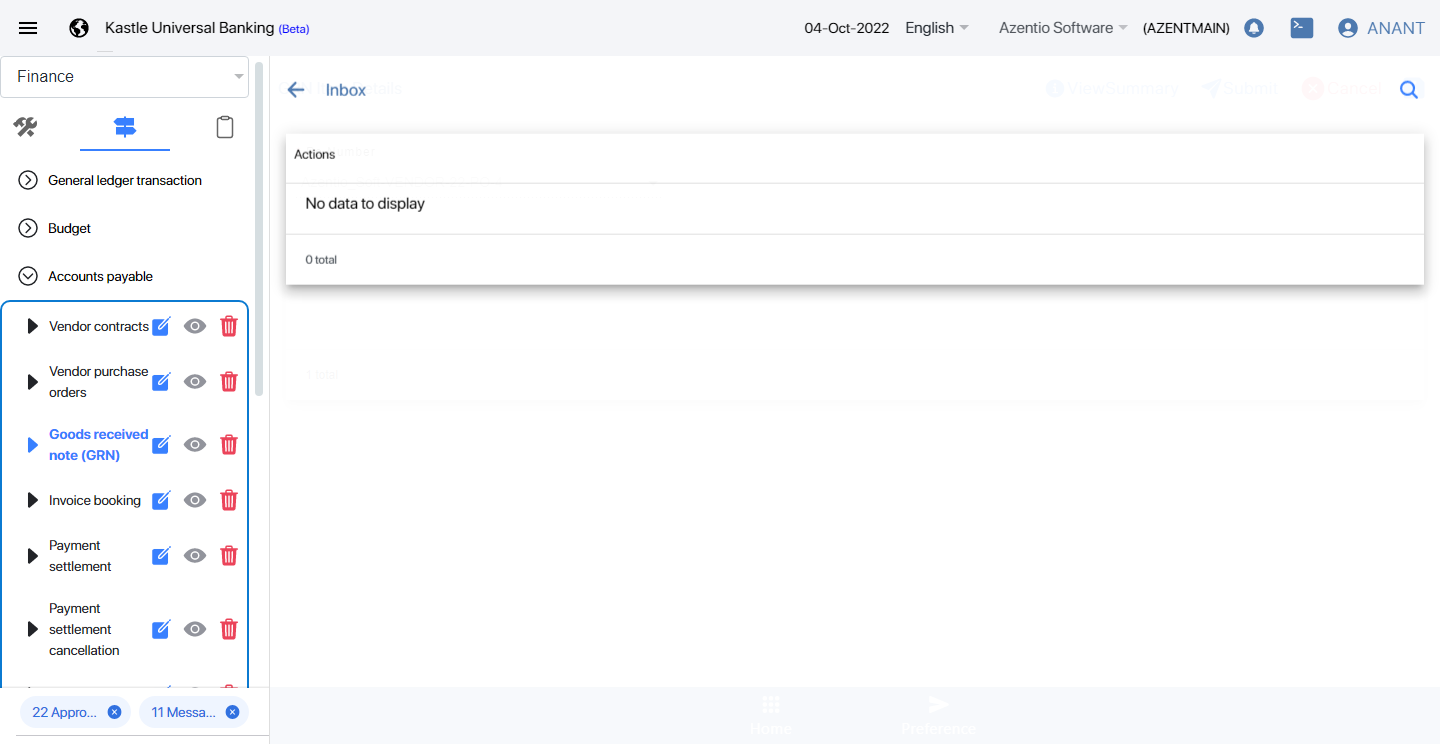 Kastle Universal Banking (Beta)
04-Oct-2022 English Azentio Software (AZENTMAIN) ANANT
Finance
Inbox
ViewSummary Submit Cancel
General ledger transaction
Budget
Accounts payable
Vendor contracts
Vendor purchase
orders
Goods received
note (GRN)
Invoice booking
Payment
settlement
Payment
settlement
cancellation
22 Appro...
11 Messa...
Actions
No data to display
0 total
1 total
Home
Preference